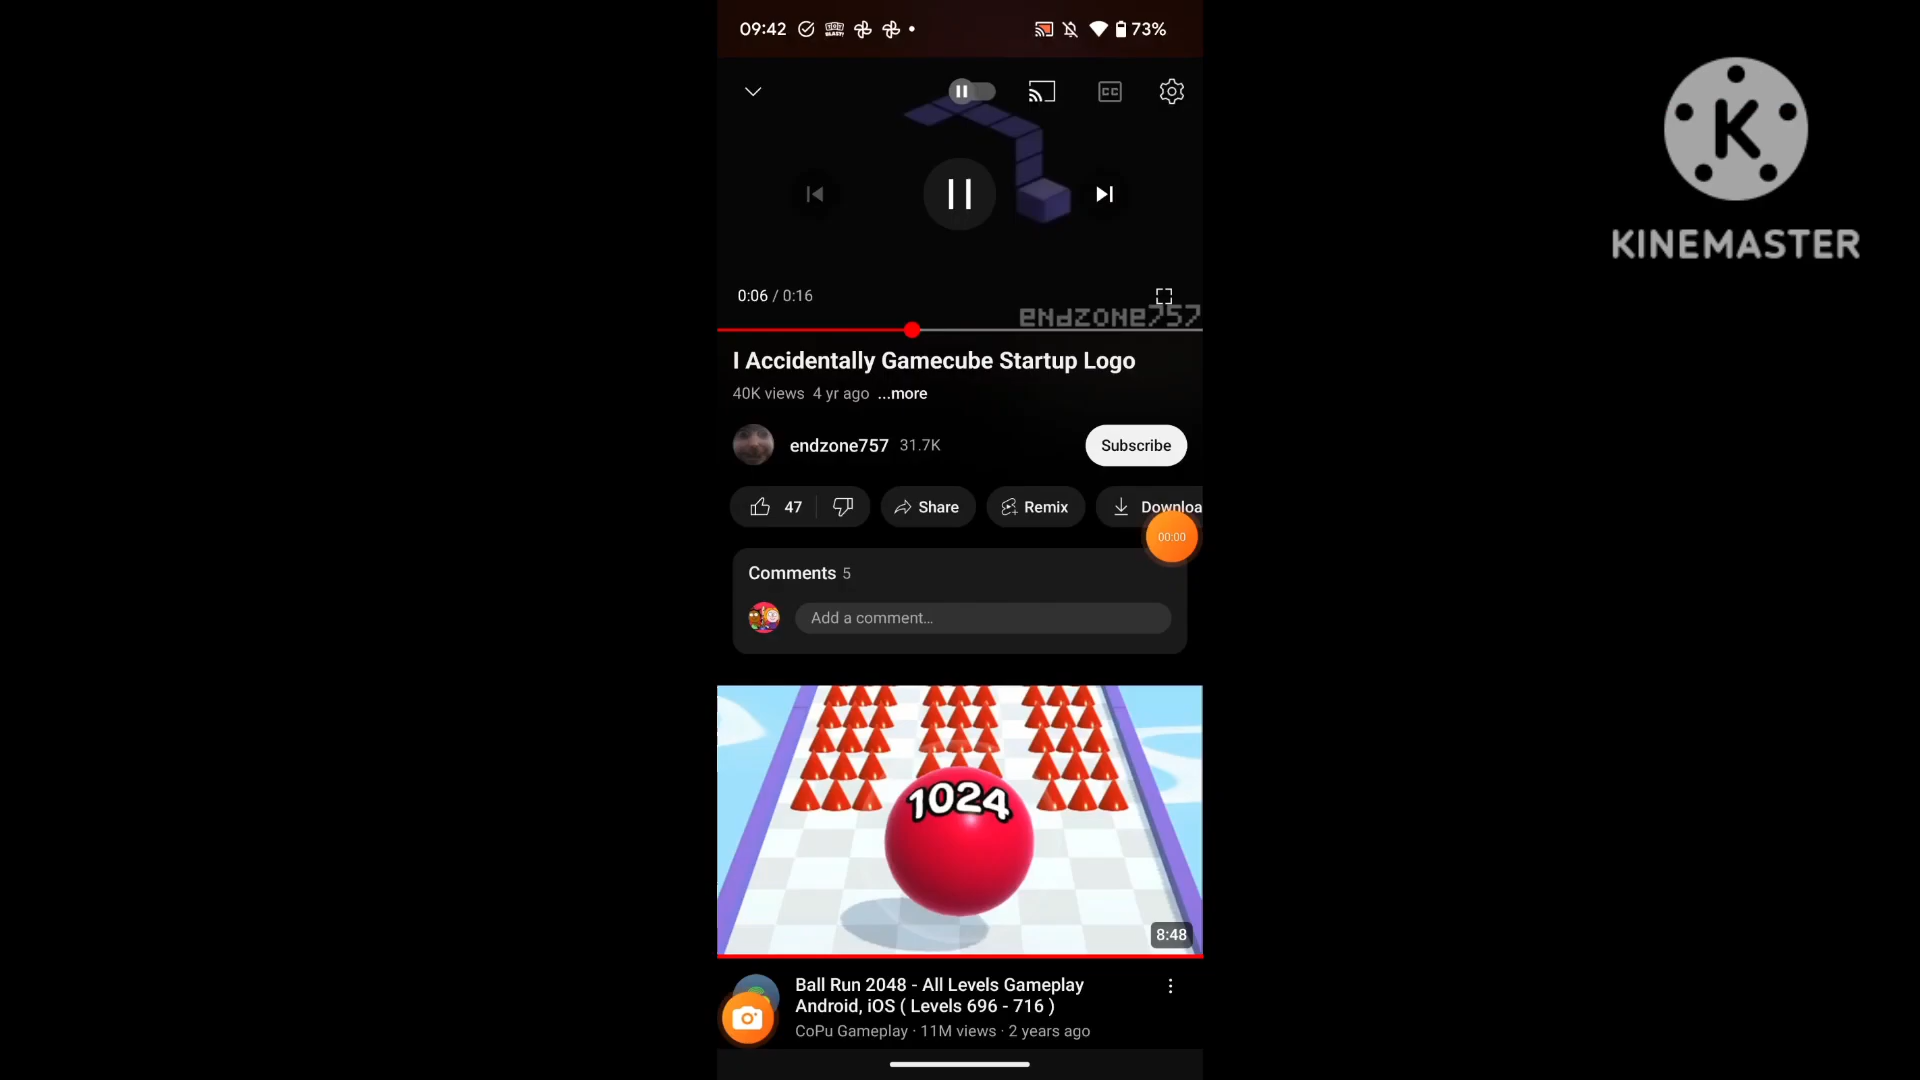 09:42
73%
K
KINEMASTER
CC
0:06 / 0:16
endzone757
I Accidentally Gamecube Startup Logo
40K views 4 yr ago ...more
endzone757 31.7K
Subscribe
47
Share
Remix
Downloa
00:00
Comments 5
Add a comment...
1024
8:48
Ball Run 2048 - All Levels Gameplay
Android, iOS ( Levels 696 - 716 )
CoPu Gameplay · 11M views · 2 years ago